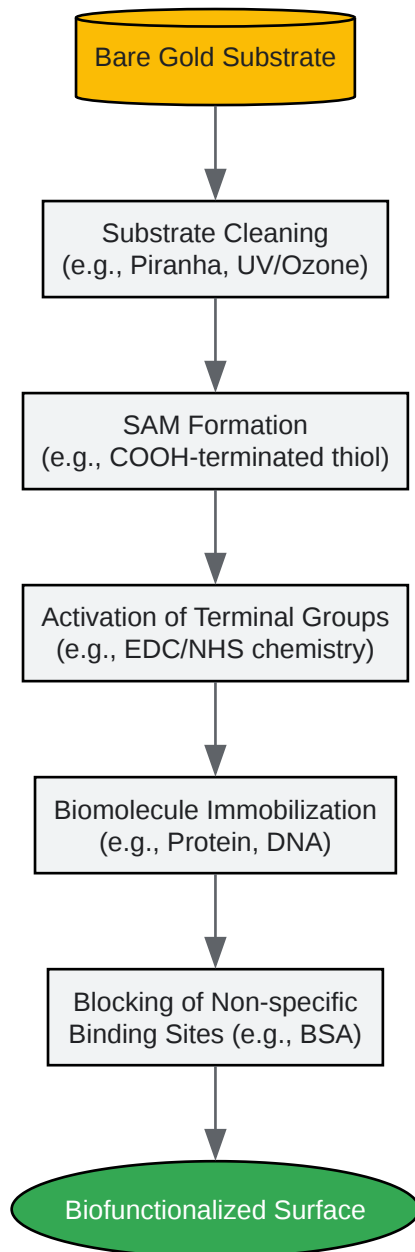 Bare Gold Substrate
Substrate Cleaning
(e.g., Piranha, UV/Ozone)
SAM Formation
(e.g., COOH-terminated thiol)
Activation of Terminal Groups
(e.g., EDC/NHS chemistry)
Biomolecule Immobilization
(e.g., Protein, DNA)
Blocking of Non-specific
Binding Sites (e.g., BSA)
Biofunctionalized Surface